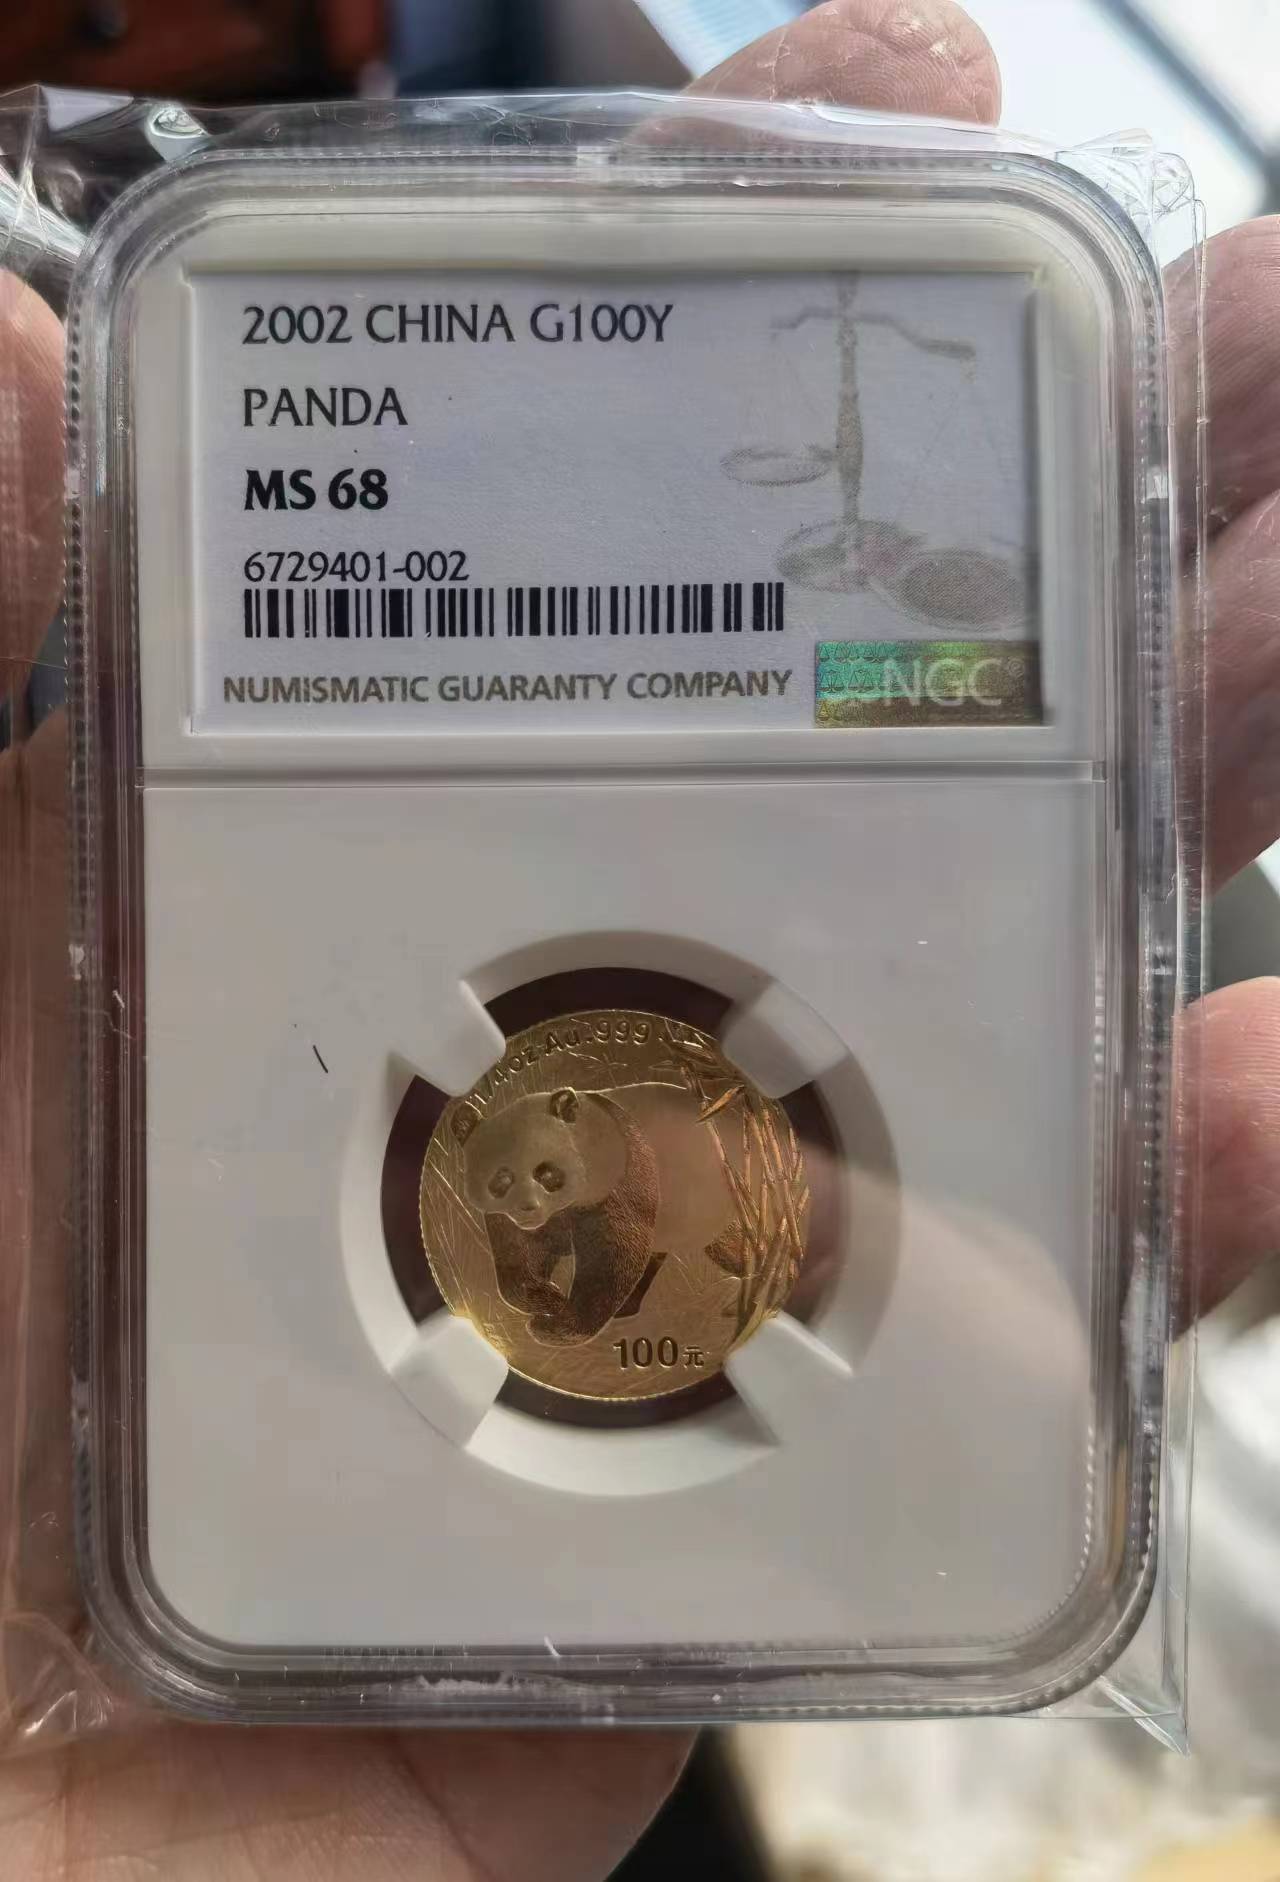 2002 CHINA G100Y
PANDA
MS 68
6729401-002
NUMISMATIC GUARANTY COMPANY
NGC®
1/4oz Au .999
100元